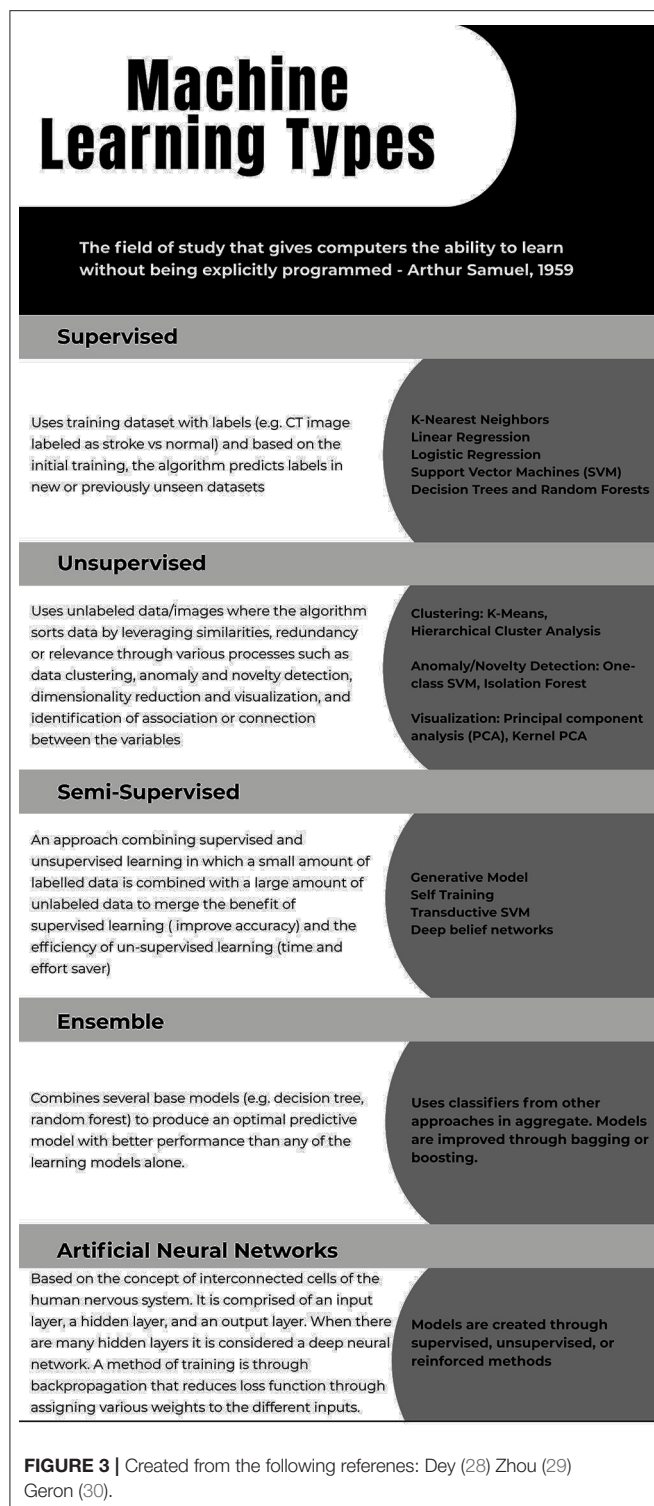 Machine
Learning Types
The field of study that gives computers the ability to learn
without being explicitly programmed - Arthur Samuel, 1959
Supervised
Uses training dataset with labels (e.g. CT image
labeled as stroke vs normal) and based on the
initial training, the algorithm predicts labels in
new or previously unseen datasets
K-Nearest Neighbors
Linear Regression
Logistic Regression
Support Vector Machines (SVM)
Decision Trees and Random Forests
Unsupervised
Uses unlabeled data/images where the algorithm
sorts data by leveraging similarities, redundancy
or relevance through various processes such as
data clustering, anomaly and novelty detection,
dimensionality reduction and visualization, and
identification of association or connection
between the variables
Clustering: K-Means,
Hierarchical Cluster Analysis
Anomaly/Novelty Detection: One-
class SVM, Isolation Forest
Visualization: Principal component
analysis (PCA), Kernel PCA
Semi-Supervised
An approach combining supervised and
unsupervised learning in which a small amount of
labelled data is combined with a large amount of
unlabeled data to merge the benefit of
supervised learning ( improve accuracy) and the
efficiency of un-supervised learning (time and
effort saver)
Generative Model
Self Training
Transductive SVM
Deep belief networks
Ensemble
Combines several base models (e.g. decision tree,
random forest) to produce an optimal predictive
model with better performance than any of the
learning models alone.
Uses classifiers from other
approaches in aggregate. Models
are improved through bagging or
boosting.
Artificial Neural Networks
Based on the concept of interconnected cells of the
human nervous system. It is comprised of an input
layer, a hidden layer, and an output layer. When there
are many hidden layers it is considered a deep neural
network. A method of training is through
backpropagation that reduces loss function through
assigning various weights to the different inputs.
Models are created through
supervised, unsupervised, or
reinforced methods
FIGURE 3 | Created from the following referenes: Dey (28) Zhou (29)
Geron (30).